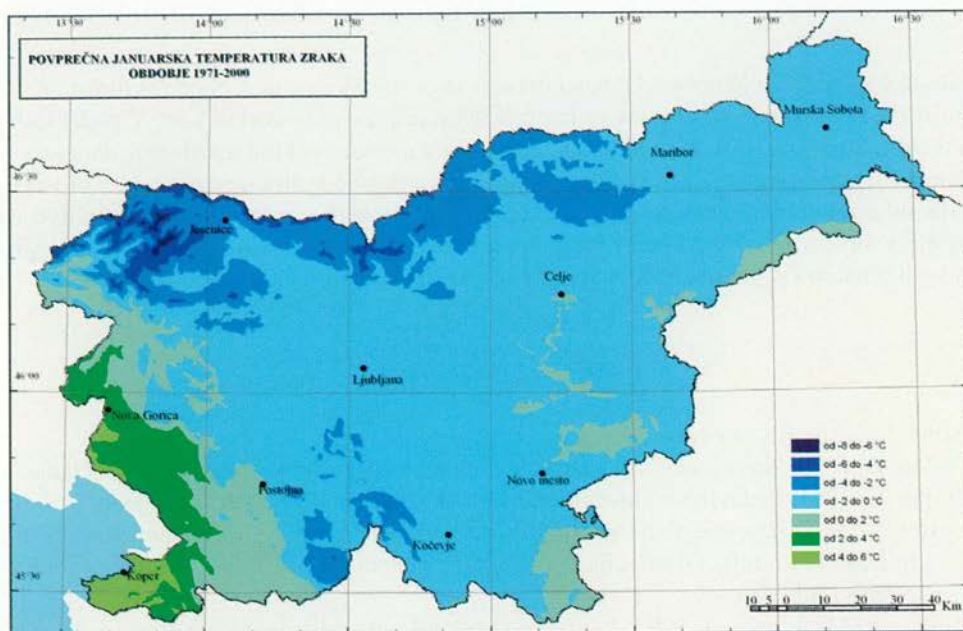 13°30' 14°00' 14°30' 15°00' 15°30' 16°00' 16°30'
POVPREČNA JANUARSKA TEMPERATURA ZRAKA
OBDOBJE 1971-2000
Murska Sobota
Maribor
46°30'
Jesenice
Celje
46°00'
Ljubljana
Nova Gorica
Novo mesto
Postojna
Kočevje
Koper
45°30'
od -8 do -6 °C
od -6 do -4 °C
od -4 do -2 °C
od -2 do 0 °C
od 0 do 2 °C
od 2 do 4 °C
od 4 do 6 °C
10 5 0 10 20 30 40
Km